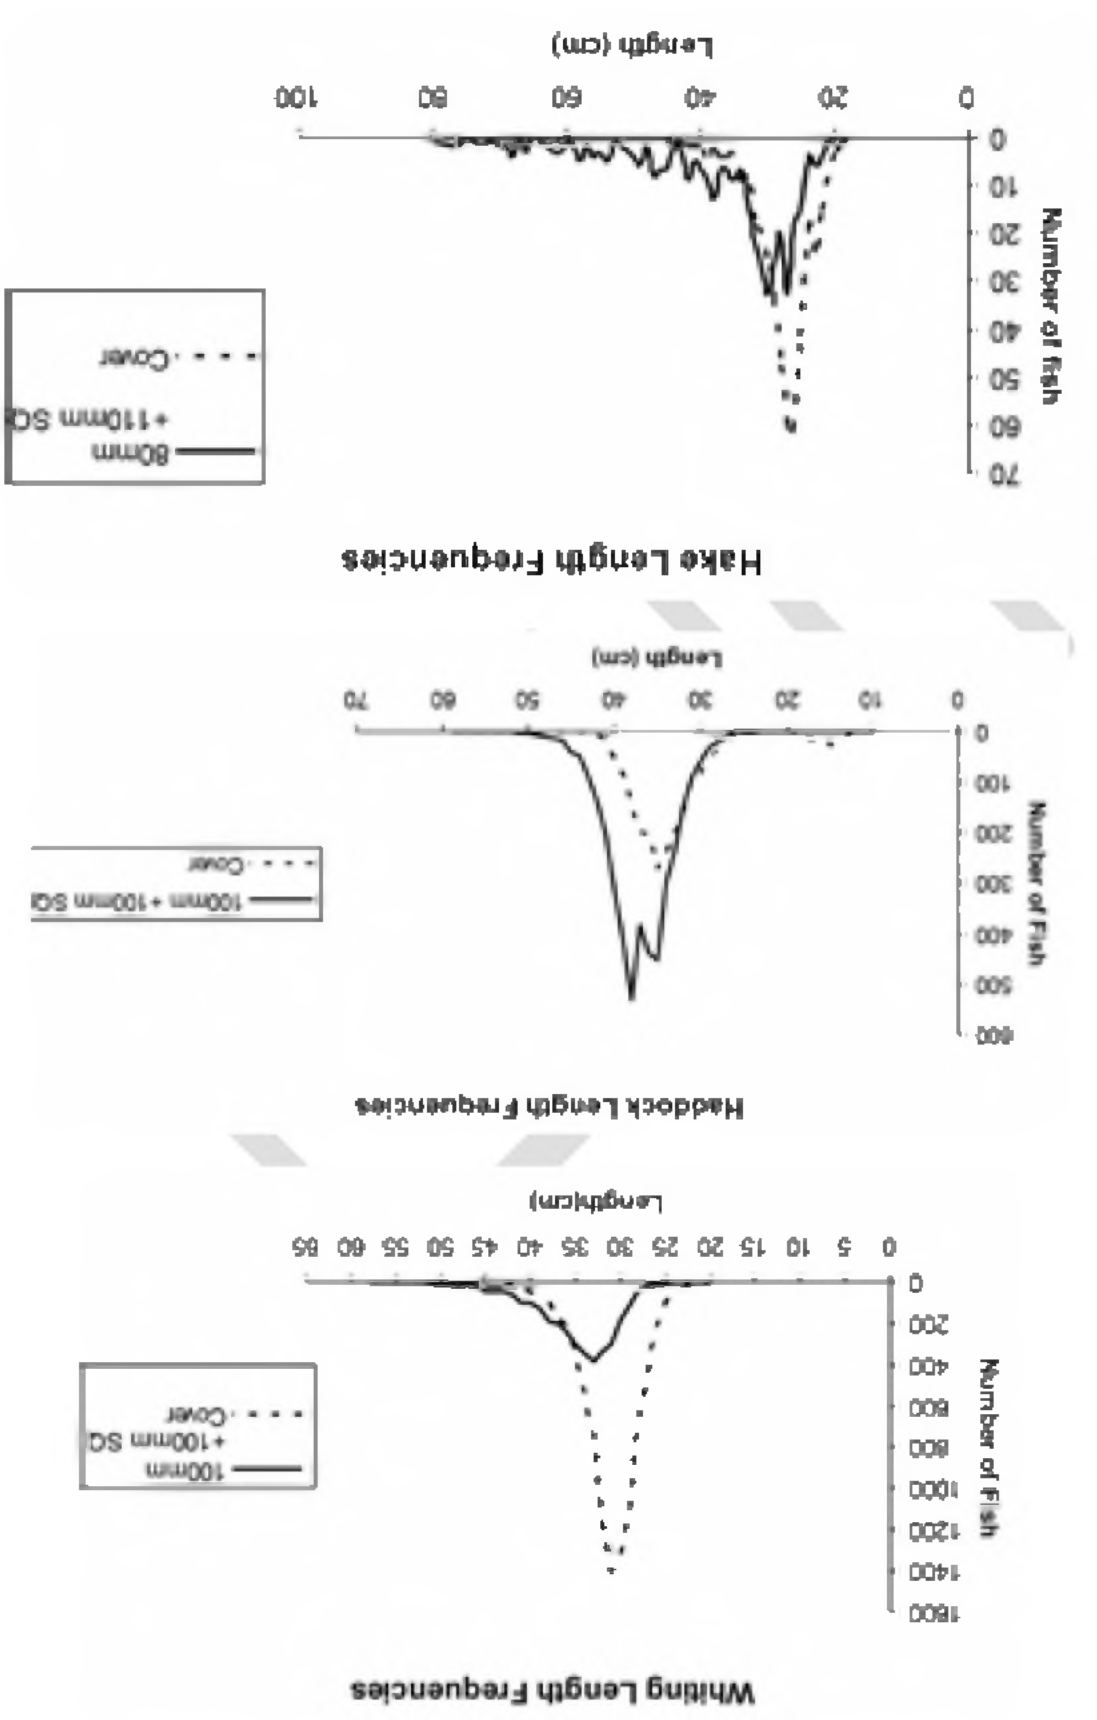 Whiting Length Frequencies
Number of Fish
1600
1400
1200
1000
800
600
400
200
0
0 5 10 15 20 25 30 35 40 45 50 55 60 65
Length(cm)
100mm
+100mm SQ
Cover
Haddock Length Frequencies
Number of Fish
600
500
400
300
200
100
0
0 10 20 30 40 50 60 70
Length (cm)
100mm +100mm SQ
Cover
Hake Length Frequencies
Number of fish
70
60
50
40
30
20
10
0
0 20 40 60 80 100
Length (cm)
80mm
+110mm SQ
Cover